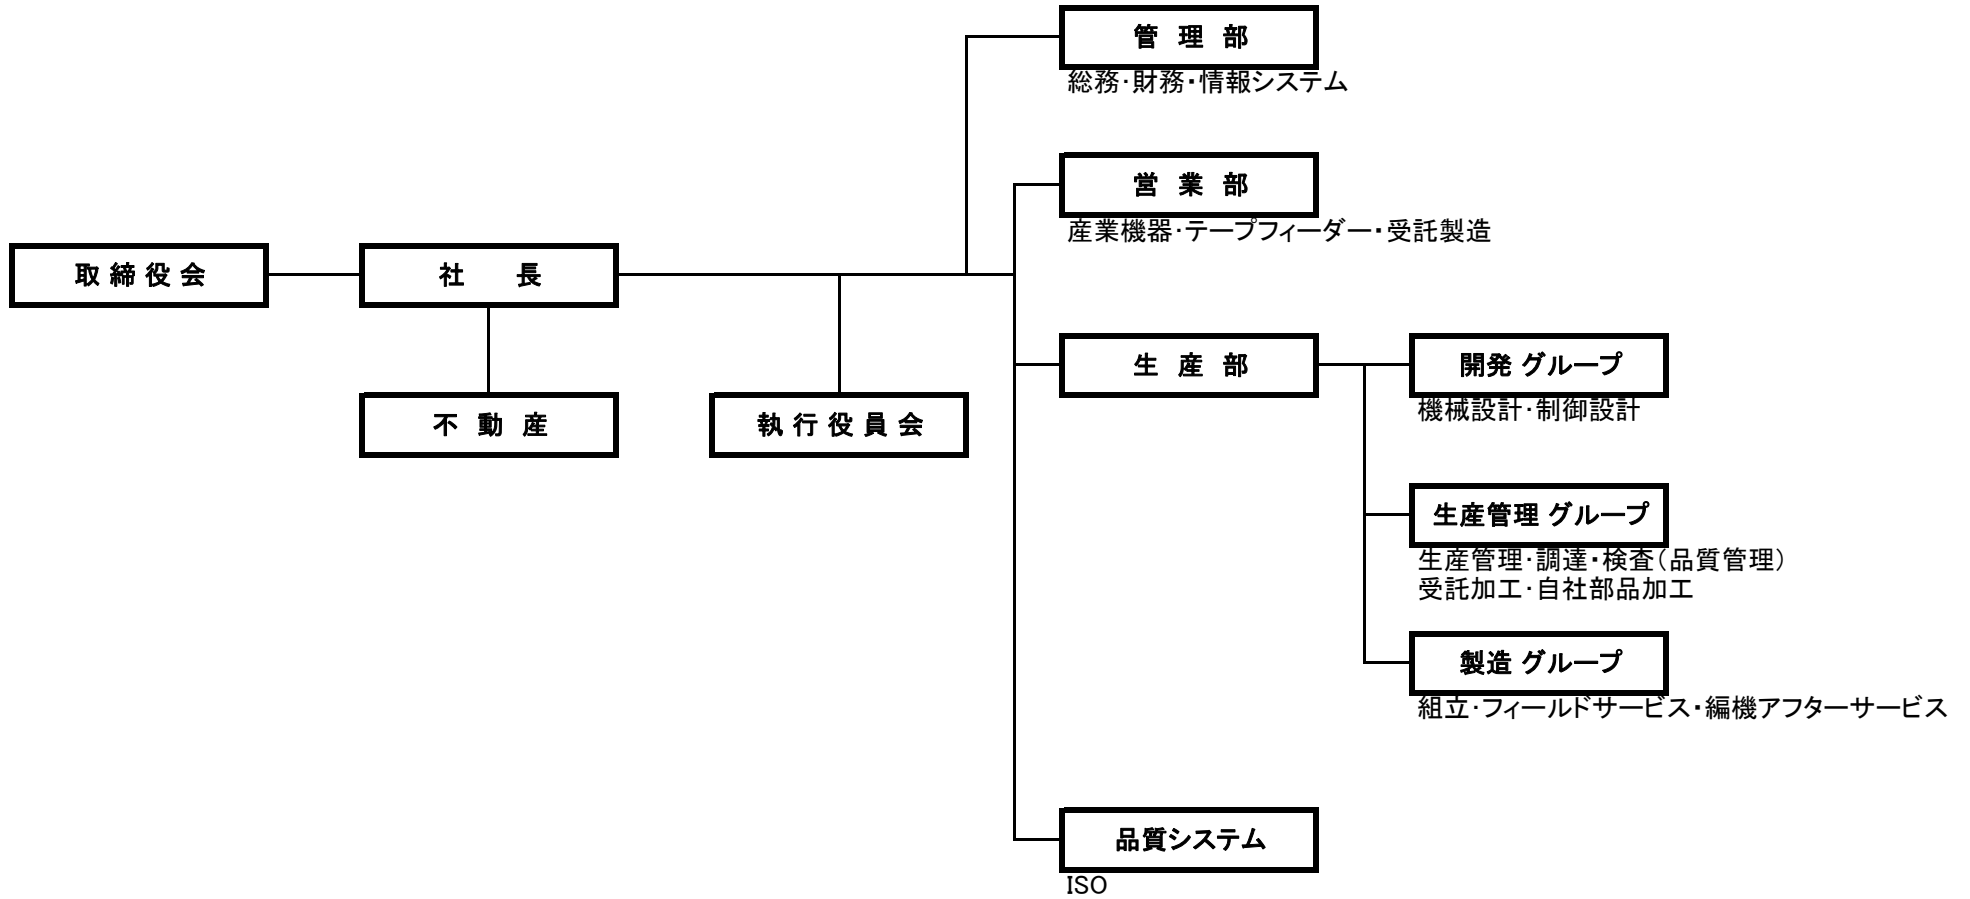 管 理 部
総務･財務・情報システム
営 業 部
産業機器･テープフィーダー・受託製造
取 締 役 会
社 長
生 産 部
開発 グループ
機械設計･制御設計
不 動 産
執 行 役 員 会
生産管理 グループ
生産管理･調達・検査（品質管理）
受託加工･自社部品加工
製造 グループ
組立･フィールドサービス・編機アフターサービス
品質システム
ISO